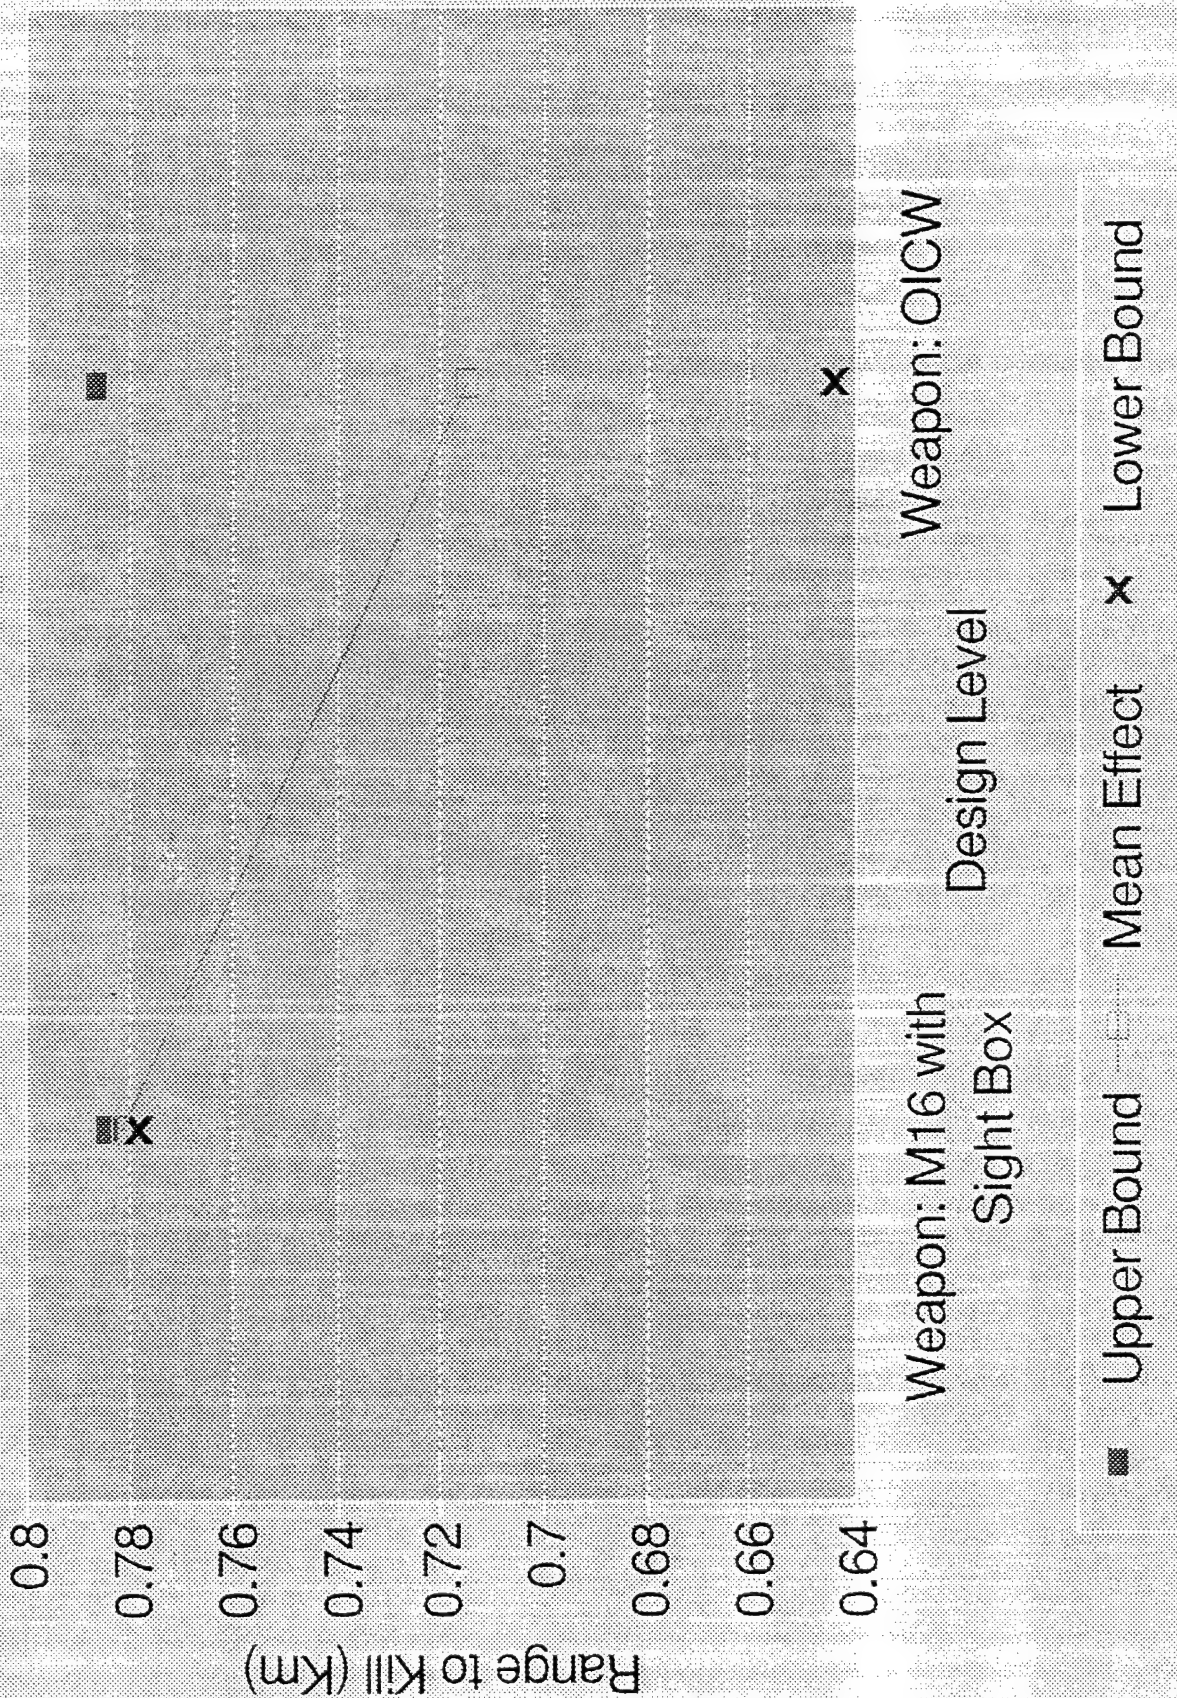 Range to Kill (Km)
0.8
0.78
0.76
0.74
0.72
0.7
0.68
0.66
0.64
Weapon: M16 with
Sight Box
Design Level
Weapon: OICW
Upper Bound
Mean Effect
Lower Bound